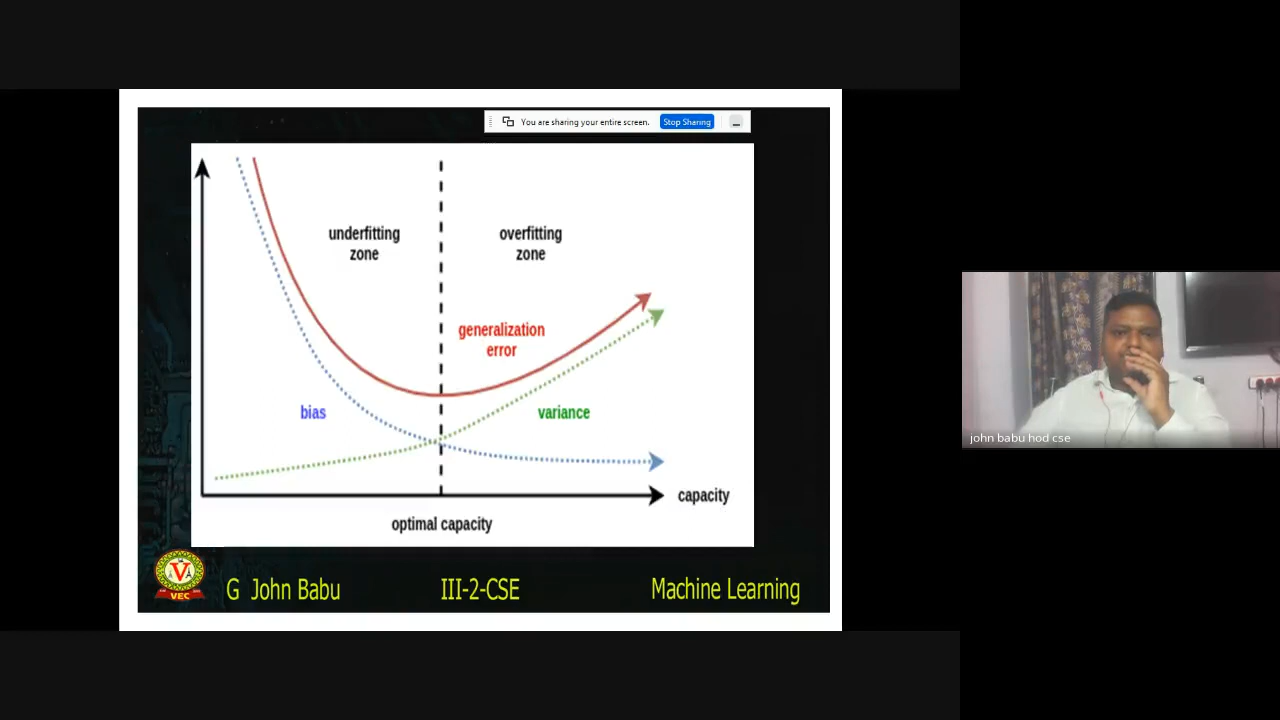 You are sharing your entire screen. Stop Sharing
underfitting
zone
overfitting
zone
generalization
error
bias
variance
capacity
optimal capacity
V
VEC
G John Babu III-2-CSE Machine Learning
john babu hod cse